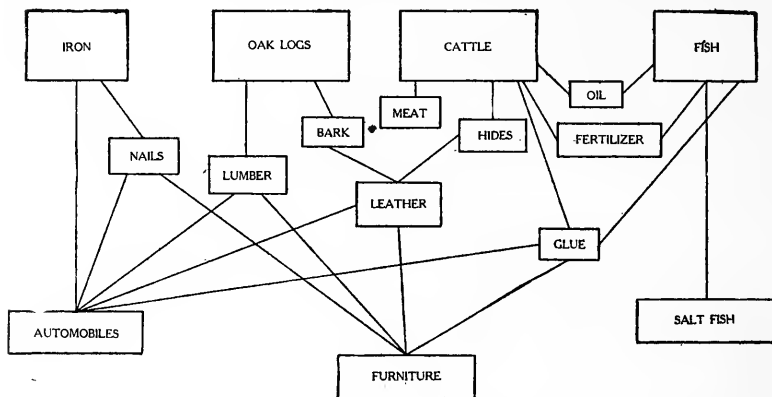 IRON
OAK LOGS
CATTLE
FISH
OIL
MEAT
BARK
HIDES
FERTILIZER
NAILS
LUMBER
LEATHER
GLUE
AUTOMOBILES
SALT FISH
FURNITURE